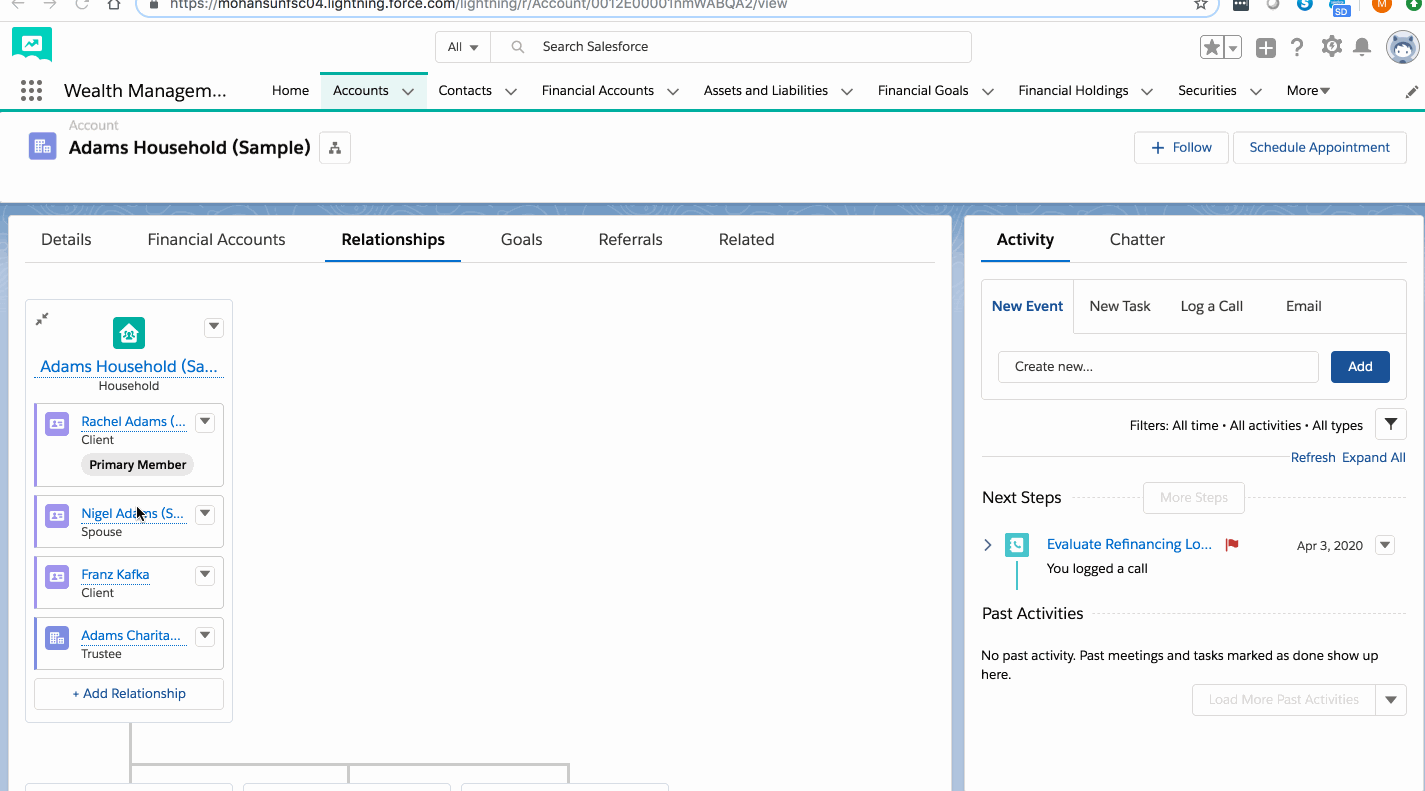 https://mohansunfsc04.lightning.force.com/lightning/r/Account/0012E00001nmWABQA2/view
SD
M
All
Search Salesforce
Wealth Managem...
Home
Accounts
Contacts
Financial Accounts
Assets and Liabilities
Financial Goals
Financial Holdings
Securities
More
Account
Adams Household (Sample)
+ Follow
Schedule Appointment
Details
Financial Accounts
Relationships
Goals
Referrals
Related
Adams Household (Sa...
Household
Rachel Adams (...
Client
Primary Member
Nigel Adams (S...
Spouse
Franz Kafka
Client
Adams Charita...
Trustee
+ Add Relationship
Activity
Chatter
New Event
New Task
Log a Call
Email
Create new...
Add
Filters: All time • All activities • All types
Refresh
Expand All
Next Steps
More Steps
Evaluate Refinancing Lo...
Apr 3, 2020
You logged a call
Past Activities
No past activity. Past meetings and tasks marked as done show up
here.
Load More Past Activities